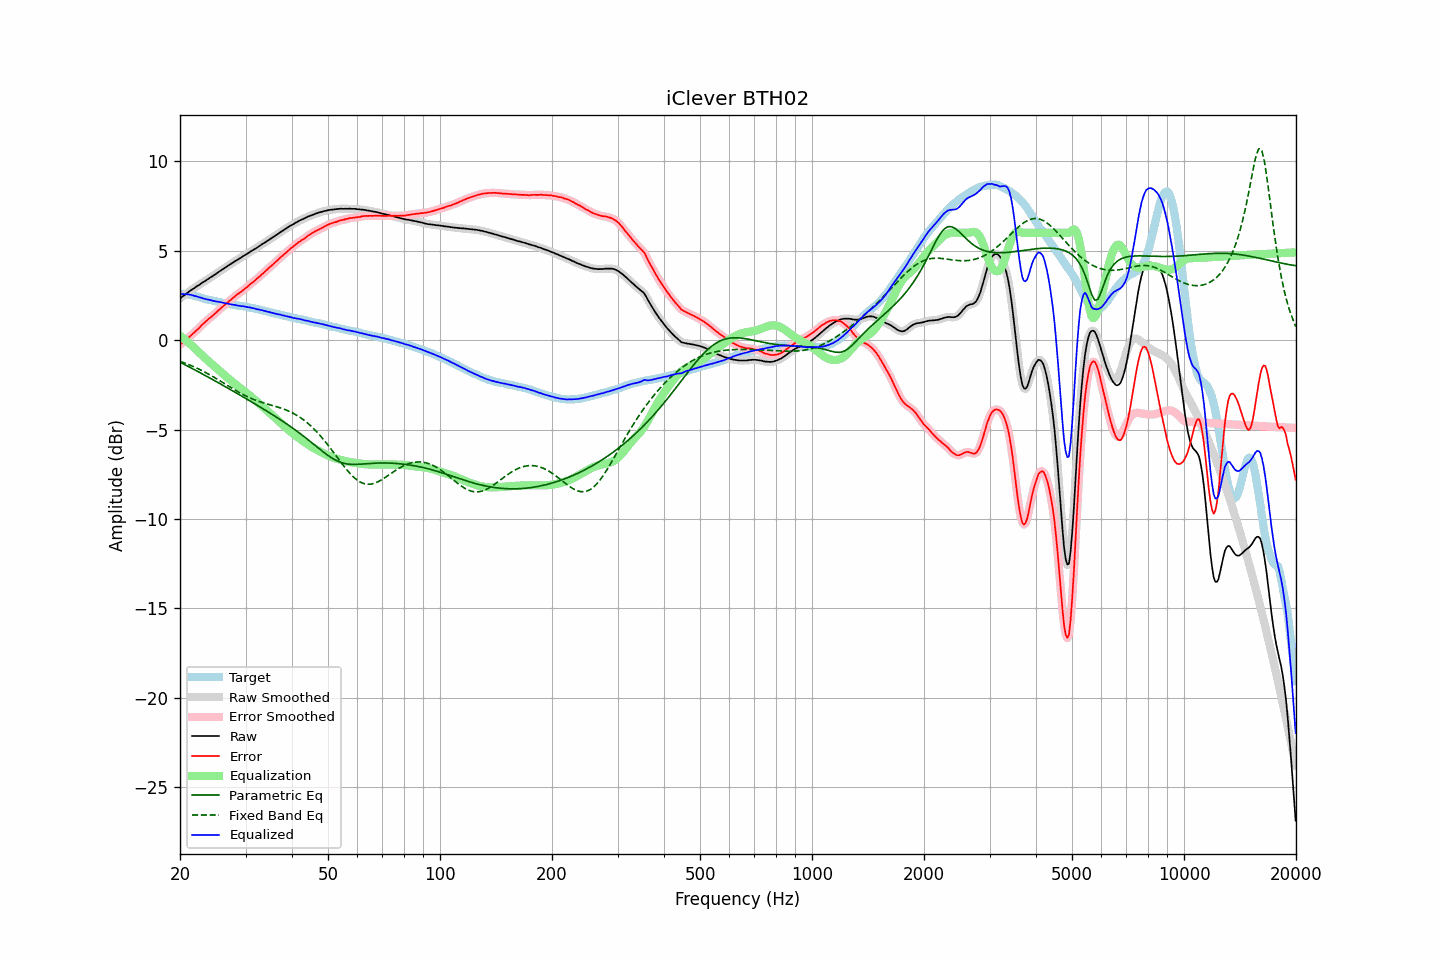 iClever BTH02
Amplitude (dBr)
10
5
0
−5
−10
−15
−20
−25
Target
Raw Smoothed
Error Smoothed
Raw
Error
Equalization
Parametric Eq
Fixed Band Eq
Equalized
20 50 100 200 500 1000 2000 5000 10000 20000
Frequency (Hz)